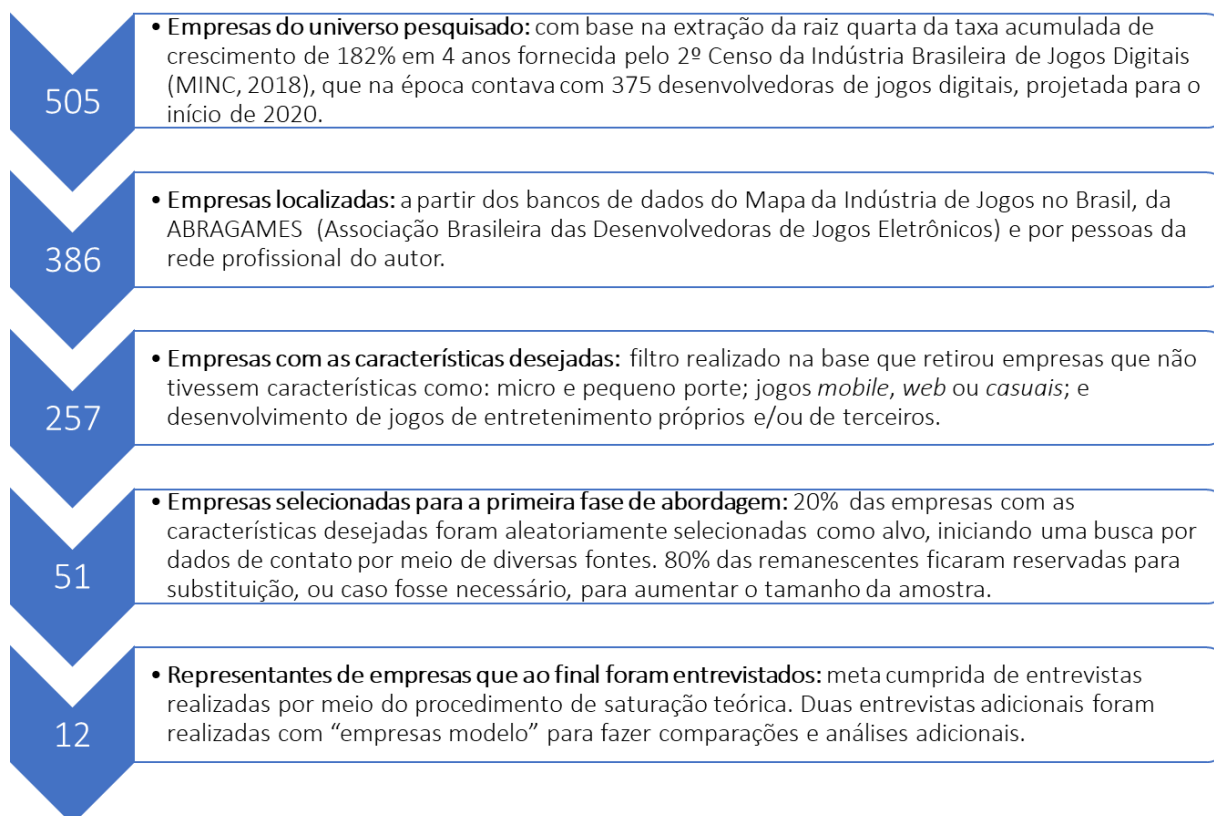 505
• Empresas do universo pesquisado: com base na extração da raiz quarta da taxa acumulada de
crescimento de 182% em 4 anos fornecida pelo 2º Censo da Indústria Brasileira de Jogos Digitais
(MINC, 2018), que na época contava com 375 desenvolvedoras de jogos digitais, projetada para o
início de 2020.
386
• Empresas localizadas: a partir dos bancos de dados do Mapa da Indústria de Jogos no Brasil, da
ABRAGAMES (Associação Brasileira das Desenvolvedoras de Jogos Eletrônicos) e por pessoas da
rede profissional do autor.
257
• Empresas com as características desejadas: filtro realizado na base que retirou empresas que não
tivessem características como: micro e pequeno porte; jogos mobile, web ou casuais; e
desenvolvimento de jogos de entretenimento próprios e/ou de terceiros.
51
• Empresas selecionadas para a primeira fase de abordagem: 20% das empresas com as
características desejadas foram aleatoriamente selecionadas como alvo, iniciando uma busca por
dados de contato por meio de diversas fontes. 80% das remanescentes ficaram reservadas para
substituição, ou caso fosse necessário, para aumentar o tamanho da amostra.
12
• Representantes de empresas que ao final foram entrevistados: meta cumprida de entrevistas
realizadas por meio do procedimento de saturação teórica. Duas entrevistas adicionais foram
realizadas com “empresas modelo” para fazer comparações e análises adicionais.